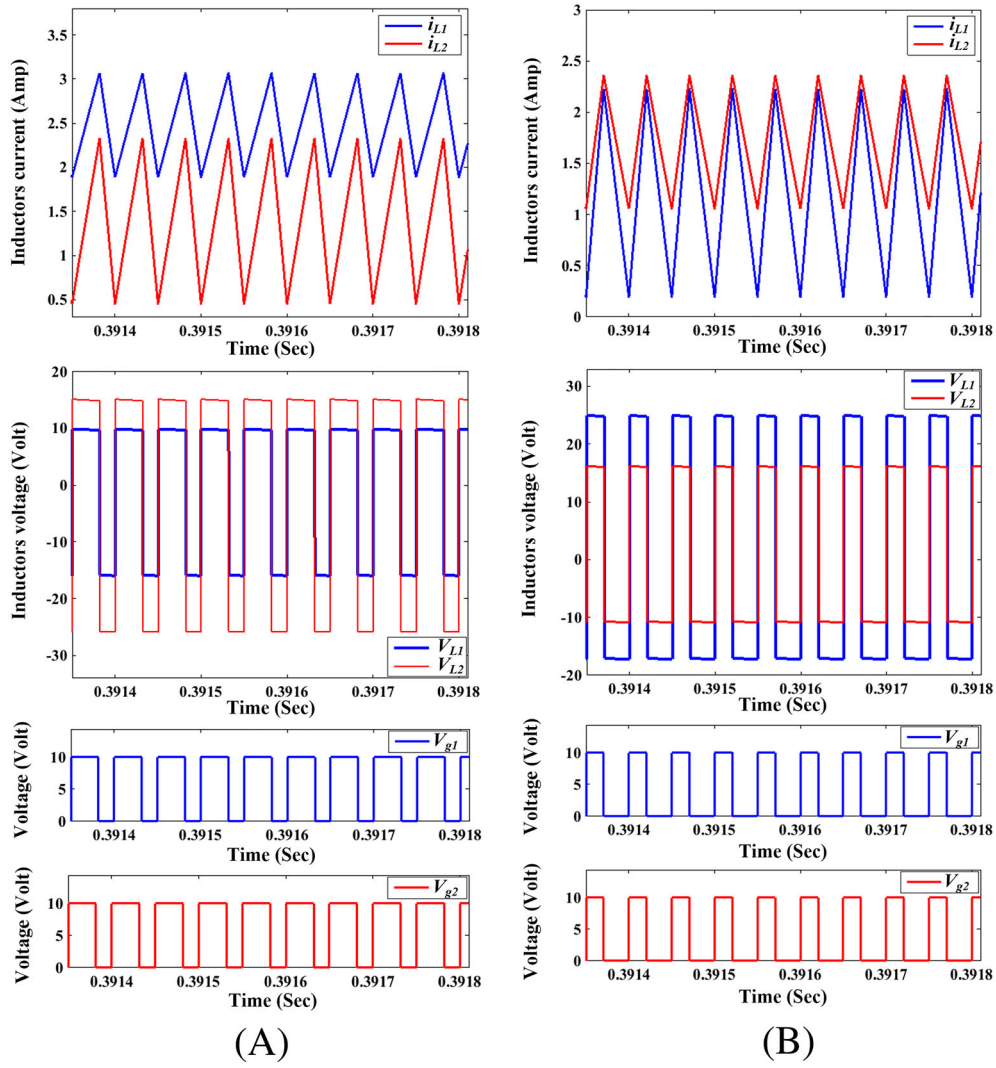 Inductors current (Amp)
3.5
3
2.5
2
1.5
1
0.5
iL1
iL2
0.3914 0.3915 0.3916 0.3917 0.3918
Time (Sec)
Inductors voltage (Volt)
20
10
0
-10
-20
-30
VL1
VL2
0.3914 0.3915 0.3916 0.3917 0.3918
Time (Sec)
Voltage (Volt)
10
5
0
Vg1
0.3914 0.3915 0.3916 0.3917 0.3918
Time (Sec)
Voltage (Volt)
10
5
0
Vg2
0.3914 0.3915 0.3916 0.3917 0.3918
Time (Sec)
(A)
Inductors current (Amp)
3
2.5
2
1.5
1
0.5
0
iL1
iL2
0.3914 0.3915 0.3916 0.3917 0.3918
Time (Sec)
Inductors voltage (Volt)
30
20
10
0
-10
-20
VL1
VL2
0.3914 0.3915 0.3916 0.3917 0.3918
Time (Sec)
Voltage (Volt)
10
5
0
Vg1
0.3914 0.3915 0.3916 0.3917 0.3918
Time (Sec)
Voltage (Volt)
10
5
0
Vg2
0.3914 0.3915 0.3916 0.3917 0.3918
Time (Sec)
(B)